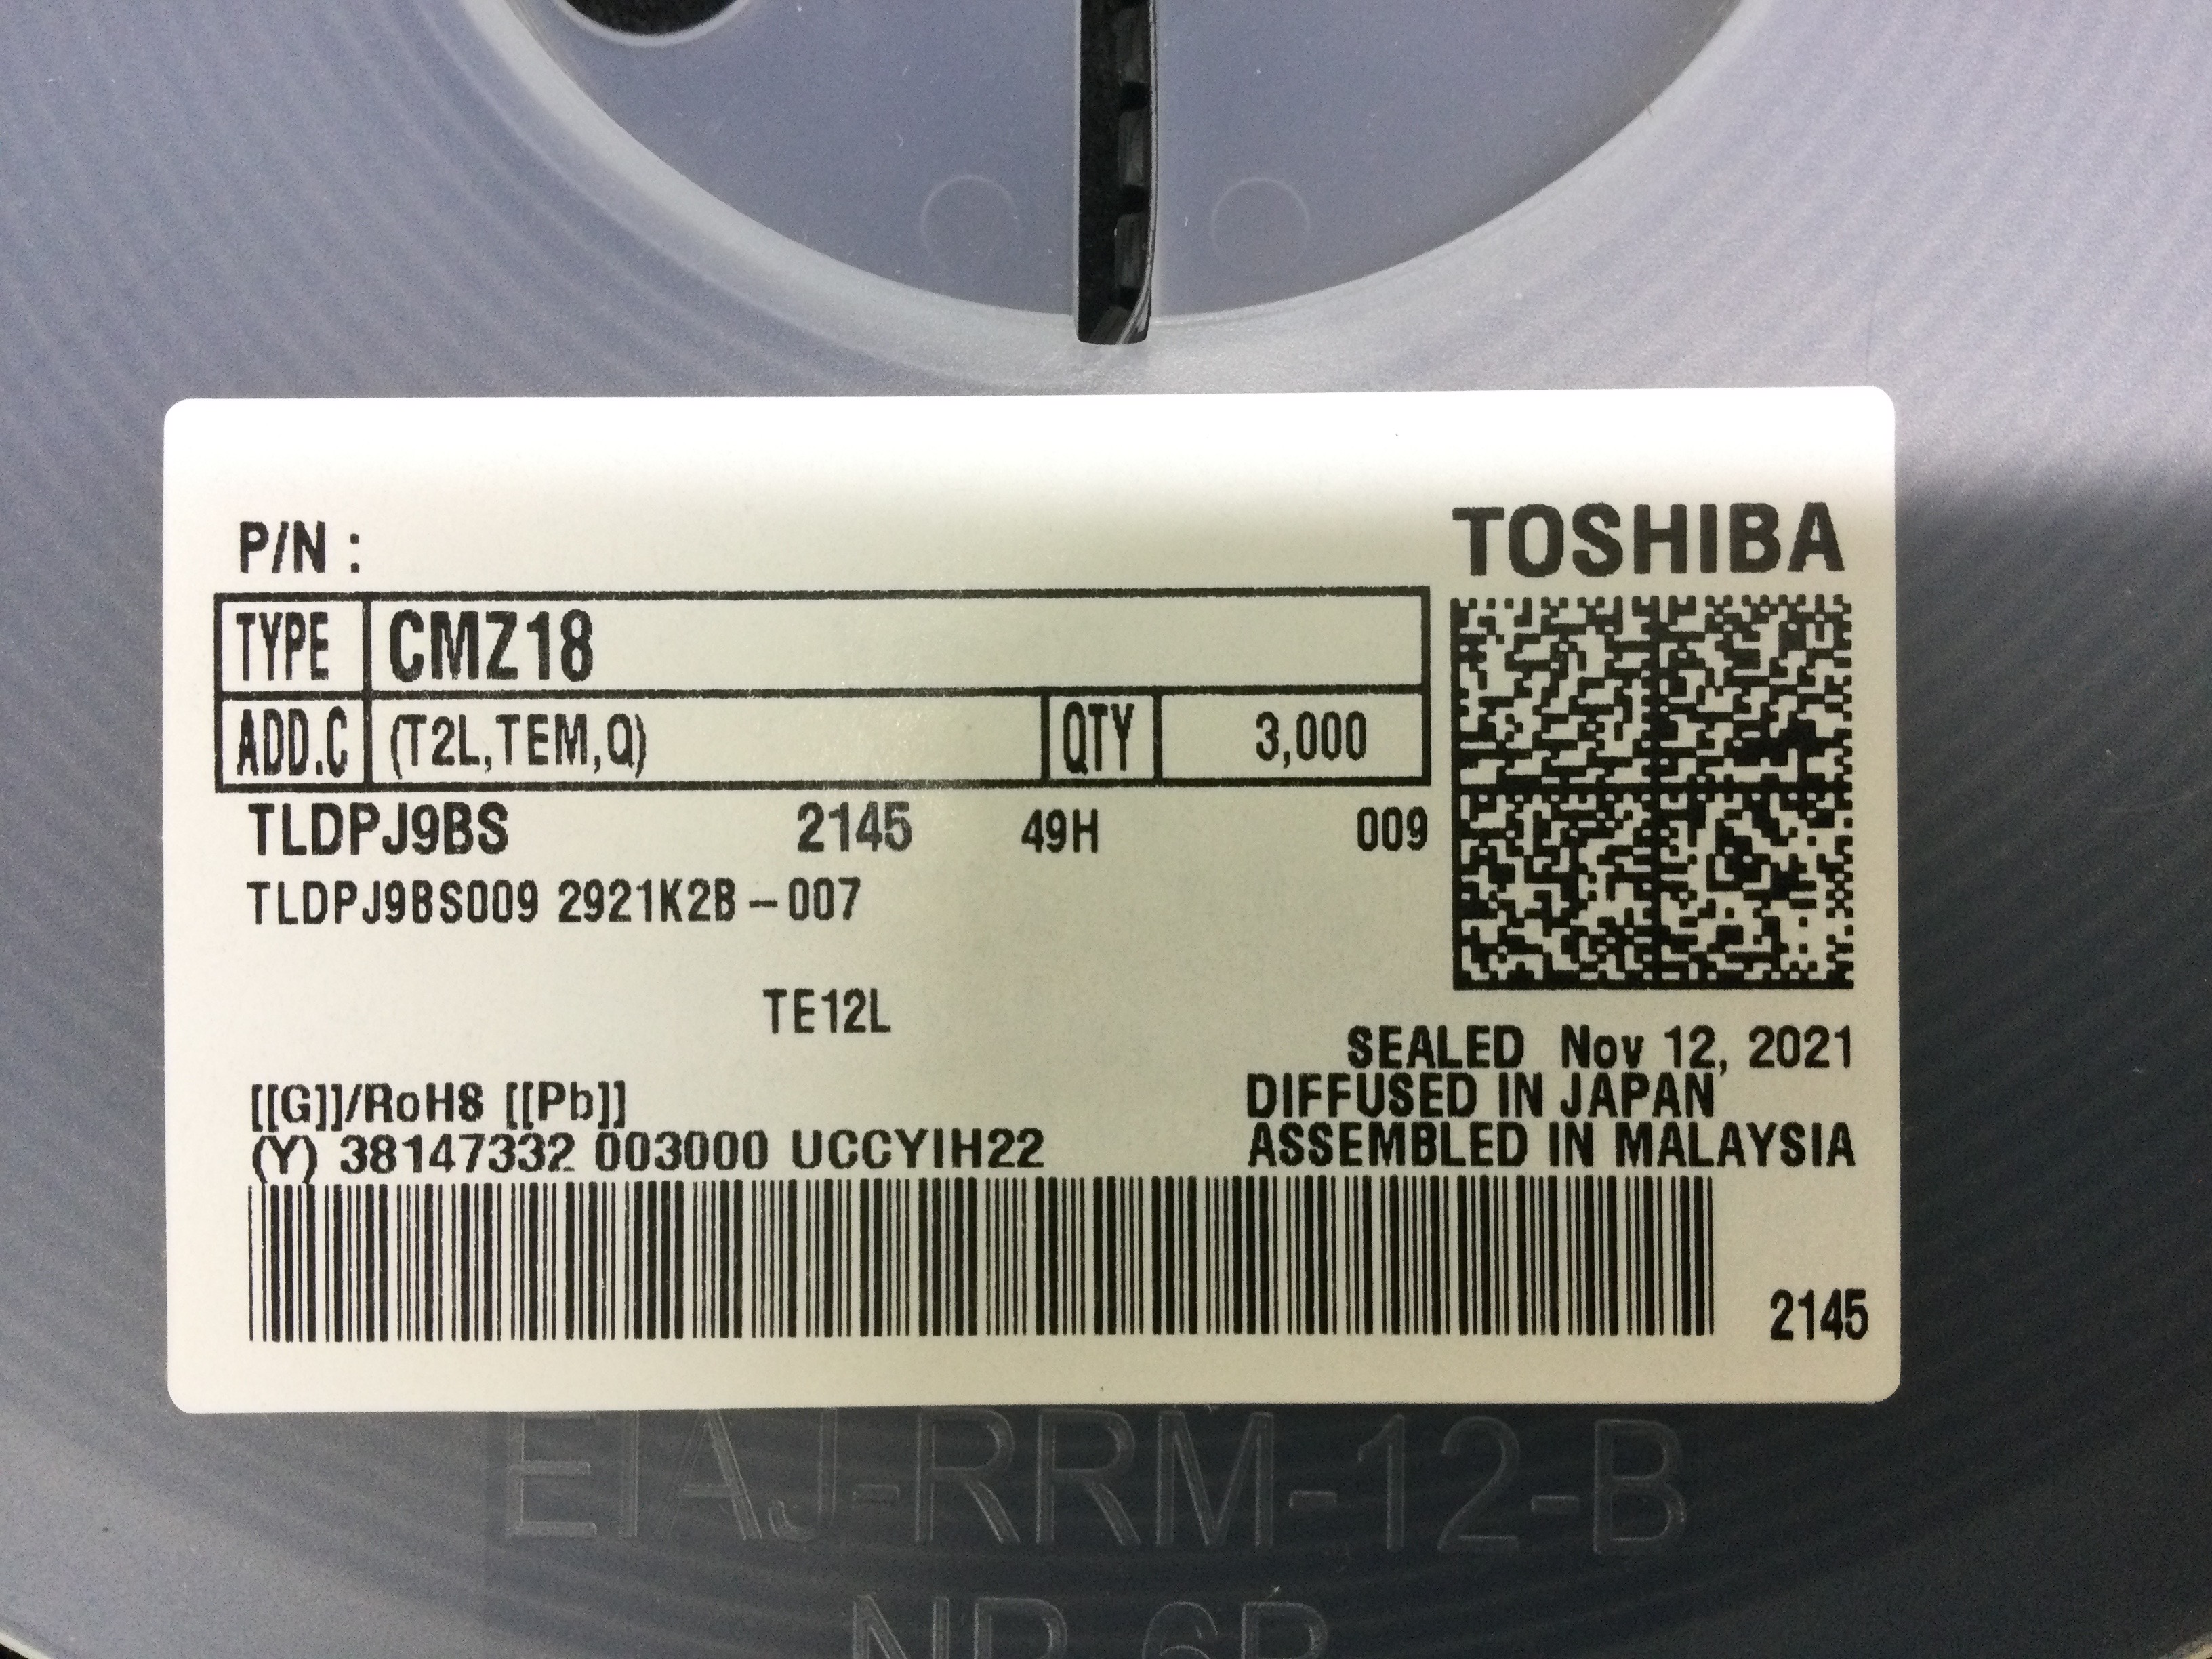 P/N :
TOSHIBA
TYPE CMZ18
ADD.C (T2L,TEM,Q) QTY 3,000
TLDPJ9BS 2145 49H 009
TLDPJ9BS009 2921K2B-007
TE12L
SEALED Nov 12, 2021
[[G]]/RoHS [[Pb]]
DIFFUSED IN JAPAN
(Y) 38147332 003000 UCCYIH22
ASSEMBLED IN MALAYSIA
2145
EIAJ-RRM-12-B